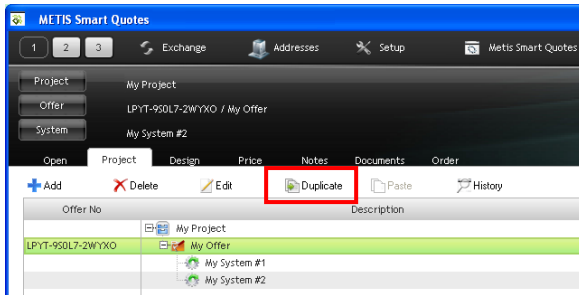 METIS Smart Quotes
1 2 3 Exchange Addresses Setup Metis Smart Quotes
Project My Project
Offer LPYT-9S0L7-2WYXO / My Offer
System My System #2
Open Project Design Price Notes Documents Order
Add Delete Edit Duplicate Paste History
Offer No Description
My Project
LPYT-9S0L7-2WYXO My Offer
My System #1
My System #2